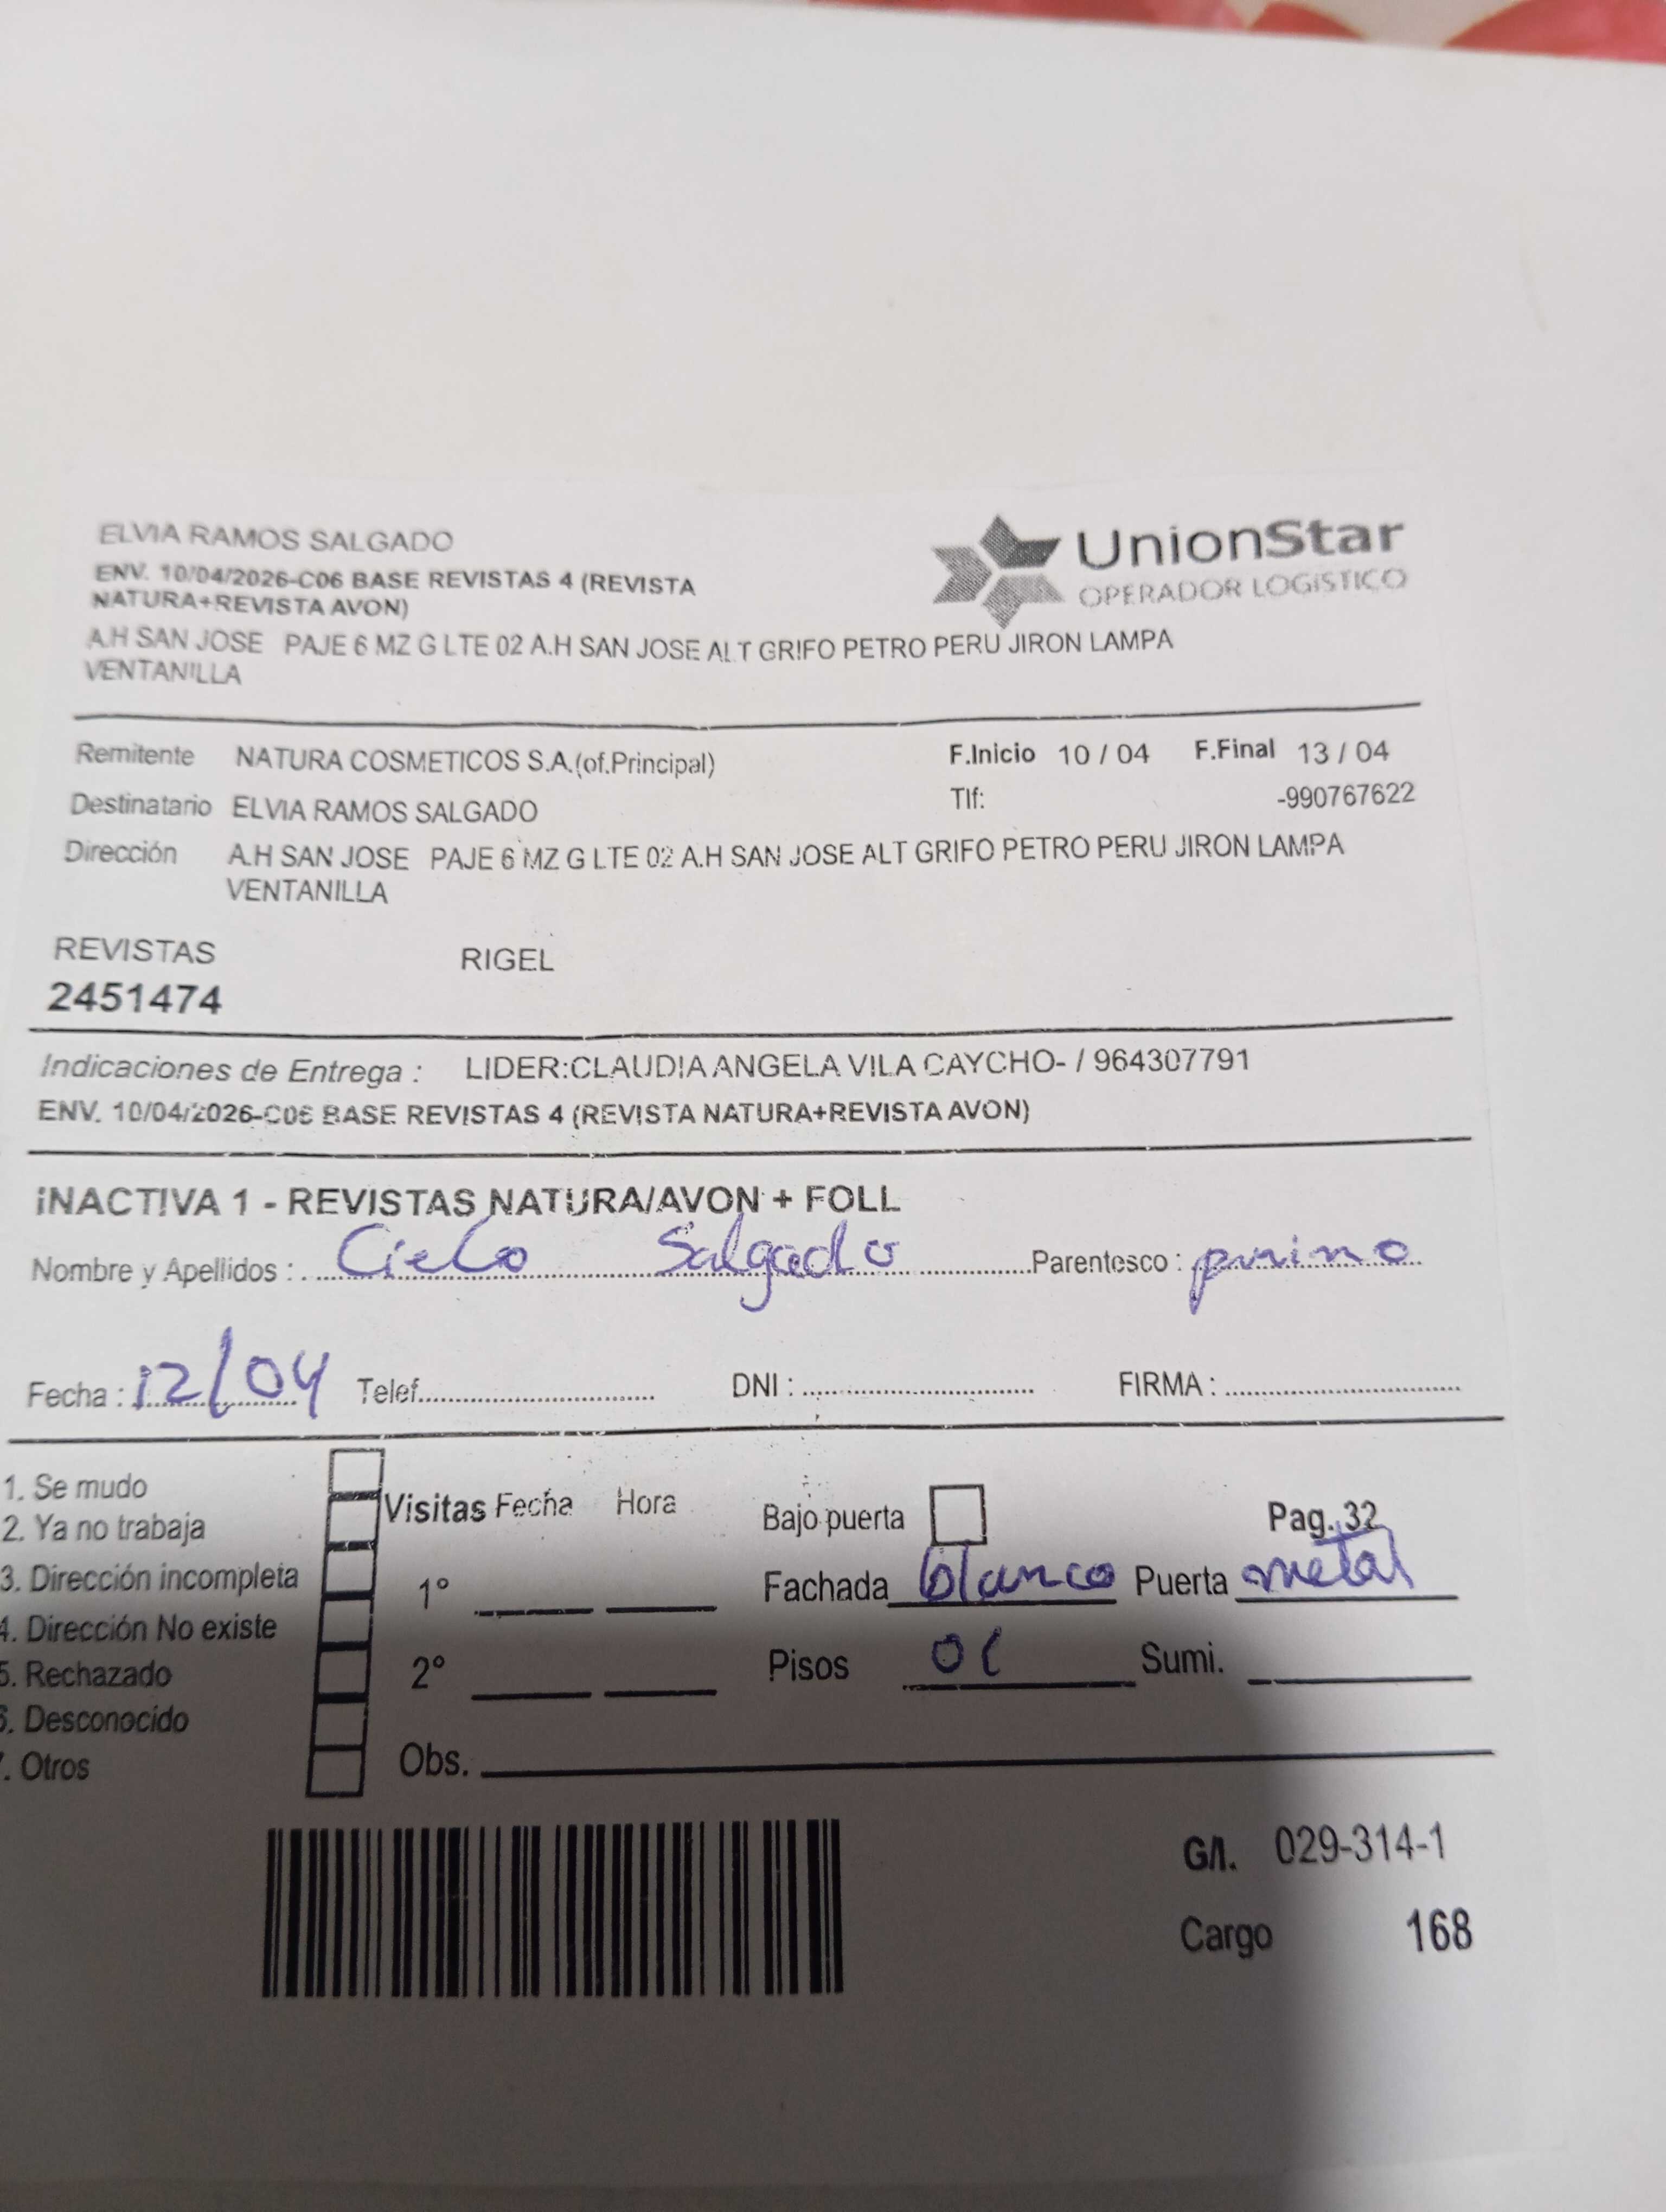 ELVIA RAMOS SALGADO
UnionStar
OPERADOR LOGISTICO
ENV. 10/04/2026-C06 BASE REVISTAS 4 (REVISTA
NATURA+REVISTA AVON)
A.H SAN JOSE PAJE 6 MZ G LTE 02 A.H SAN JOSE ALT GRIFO PETRO PERU JIRON LAMPA
VENTANILLA
Remitente NATURA COSMETICOS S.A.(of.Principal) F.Inicio 10 / 04 F.Final 13 / 04
Destinatario ELVIA RAMOS SALGADO Tlf: -990767622
Dirección A.H SAN JOSE PAJE 6 MZ G LTE 02 A.H SAN JOSE ALT GRIFO PETRO PERU JIRON LAMPA
VENTANILLA
REVISTAS RIGEL
2451474
Indicaciones de Entrega : LIDER:CLAUDIA ANGELA VILA CAYCHO- / 964307791
ENV. 10/04/2026-C06 BASE REVISTAS 4 (REVISTA NATURA+REVISTA AVON)
INACTIVA 1 - REVISTAS NATURA/AVON + FOLL
Nombre y Apellidos : Cielo Salgado Parentesco : primo
Fecha : 12/04 Telef. DNI : FIRMA :
1. Se mudo
2. Ya no trabaja
3. Dirección incompleta
4. Dirección No existe
5. Rechazado
6. Desconocido
7. Otros
Visitas Fecha Hora
1°
2°
Obs.
Bajo puerta Pag. 32
Fachada blanco Puerta metal
Pisos 01 Sumi.
G/I. 029-314-1
Cargo 168